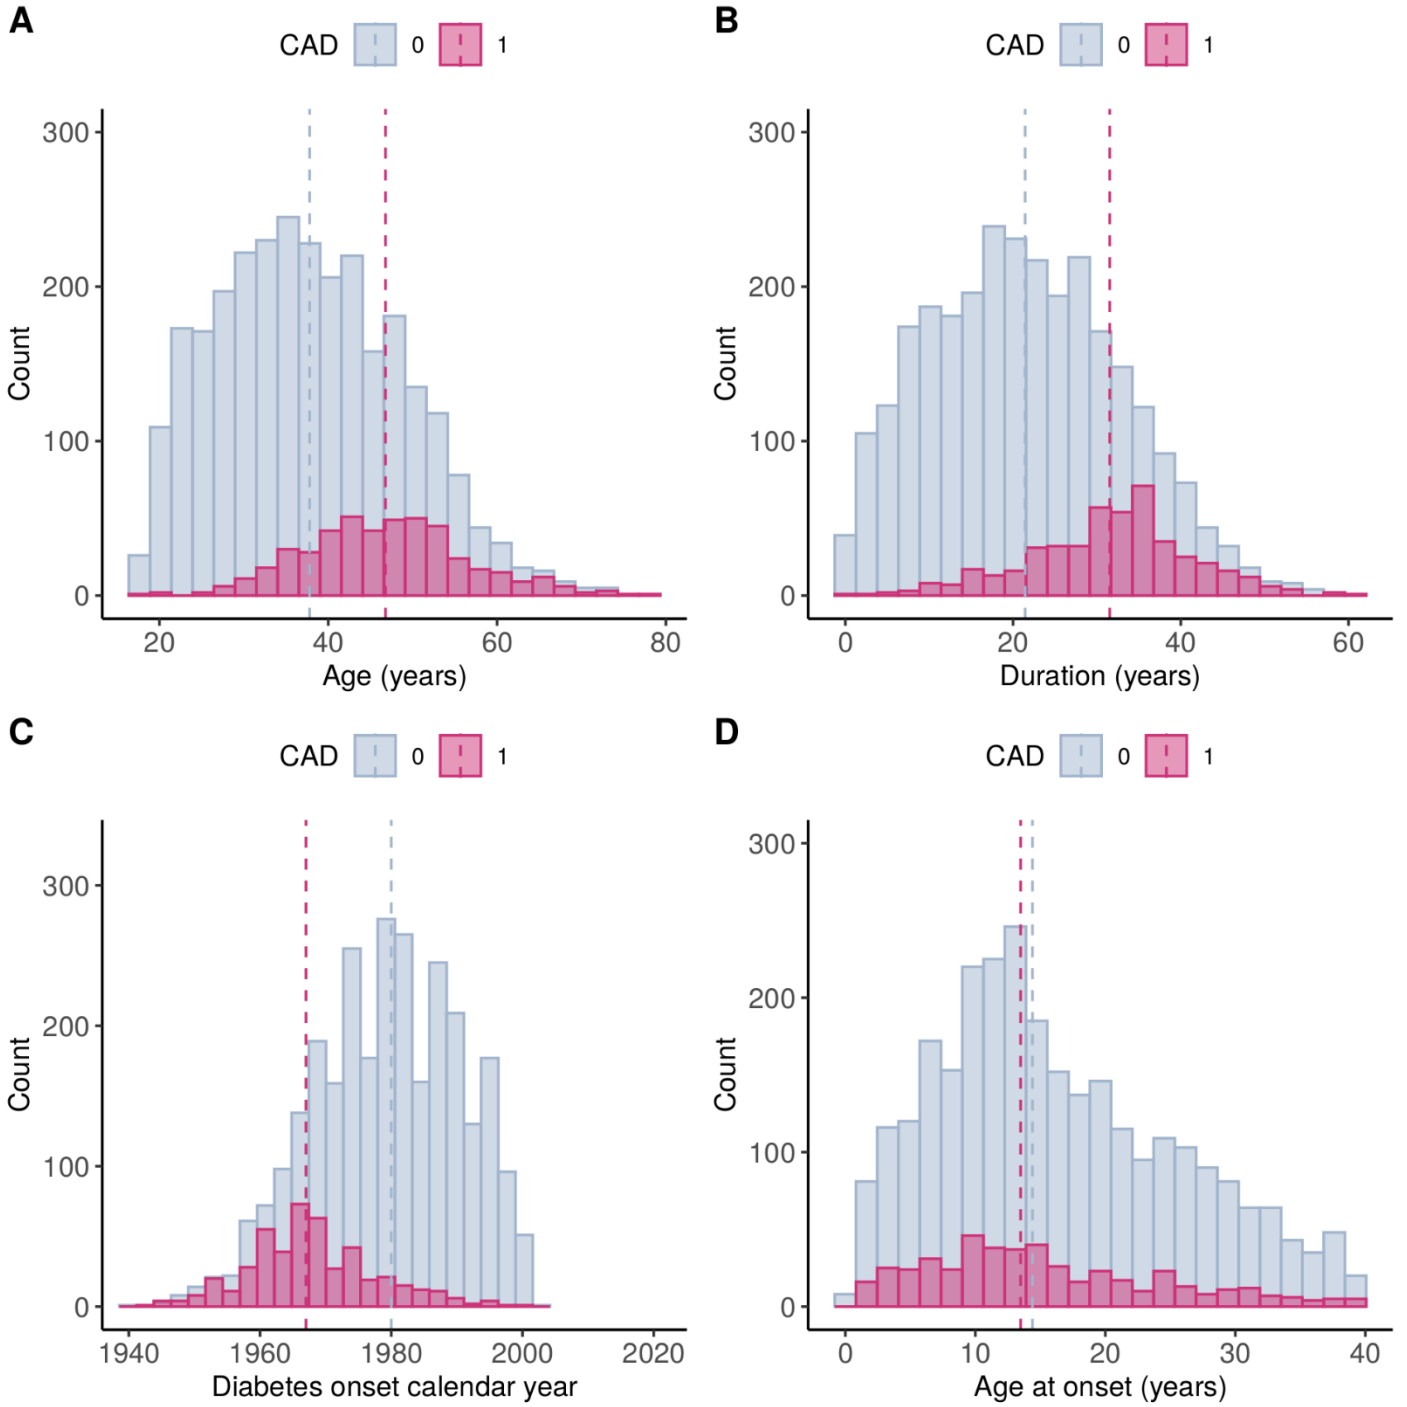 A
CAD 0 1
300
200
100
0
Count
20 40 60 80
Age (years)
B
CAD 0 1
300
200
100
0
Count
0 20 40 60
Duration (years)
C
CAD 0 1
300
200
100
0
Count
1940 1960 1980 2000 2020
Diabetes onset calendar year
D
CAD 0 1
300
200
100
0
Count
0 10 20 30 40
Age at onset (years)